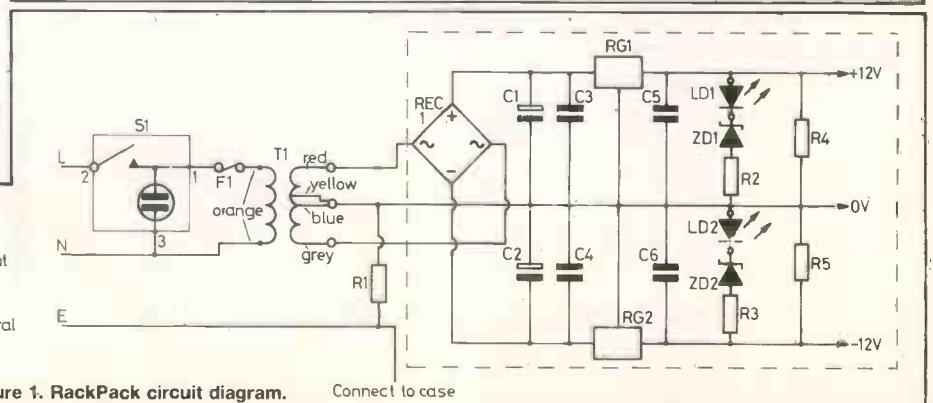 RG1
+12V
C1
C3
C5
LD1
REC
1
S1
ZD1
R4
L
2
1
F1
T1
red
yellow
R2
orange
blue
0V
3
grey
LD2
N
C2
C4
C6
R5
R1
ZD2
R3
E
RG2
-12V
ure 1. RackPack circuit diagram.
Connect to case